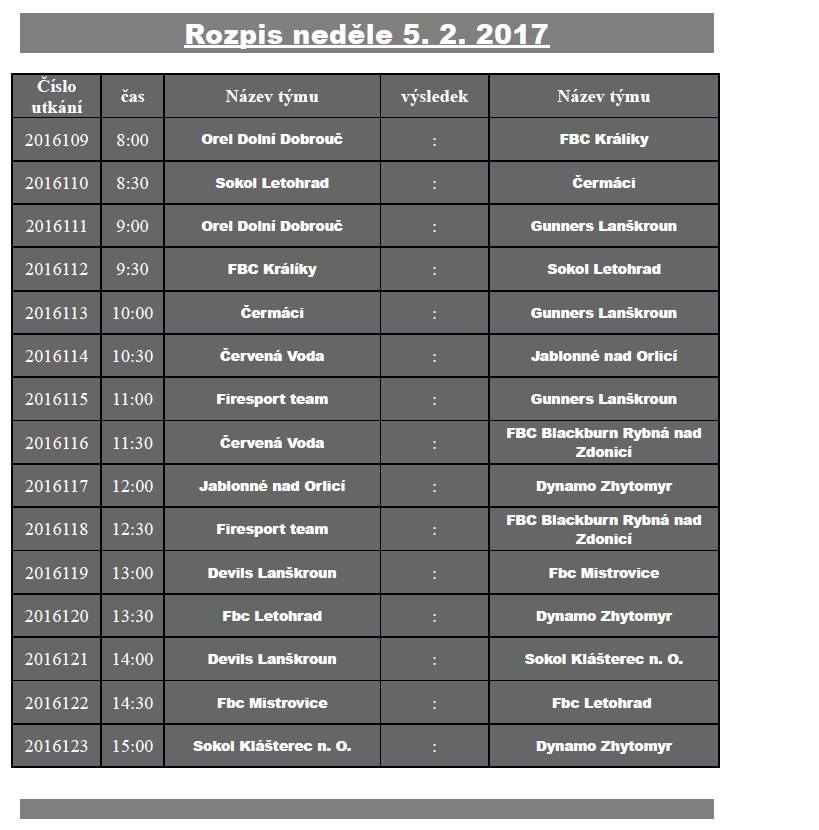 Rozpis neděle 5. 2. 2017
Číslo utkání čas Název týmu výsledek Název týmu
2016109 8:00 Orel Dolní Dobrouč : FBC Králíky
2016110 8:30 Sokol Letohrad : Čermáci
2016111 9:00 Orel Dolní Dobrouč : Gunners Lanškroun
2016112 9:30 FBC Králíky : Sokol Letohrad
2016113 10:00 Čermáci : Gunners Lanškroun
2016114 10:30 Červená Voda : Jablonné nad Orlicí
2016115 11:00 Firesport team : Gunners Lanškroun
2016116 11:30 Červená Voda : FBC Blackburn Rybná nad Zdonicí
2016117 12:00 Jablonné nad Orlicí : Dynamo Zhytomyr
2016118 12:30 Firesport team : FBC Blackburn Rybná nad Zdonicí
2016119 13:00 Devils Lanškroun : Fbc Mistrovice
2016120 13:30 Fbc Letohrad : Dynamo Zhytomyr
2016121 14:00 Devils Lanškroun : Sokol Klášterec n. O.
2016122 14:30 Fbc Mistrovice : Fbc Letohrad
2016123 15:00 Sokol Klášterec n. O. : Dynamo Zhytomyr